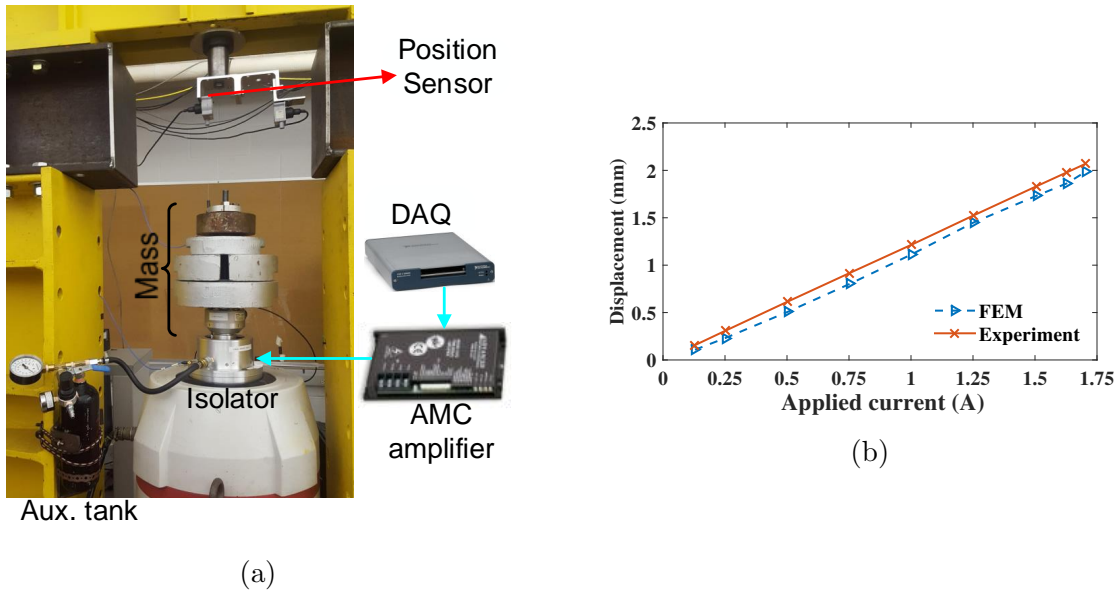 Position
Sensor
DAQ
Mass
Isolator
AMC
amplifier
Aux. tank
(a)
2.5
2
1.5
1
0.5
0
Displacement (mm)
FEM
Experiment
0 0.25 0.5 0.75 1 1.25 1.5 1.75
Applied current (A)
(b)